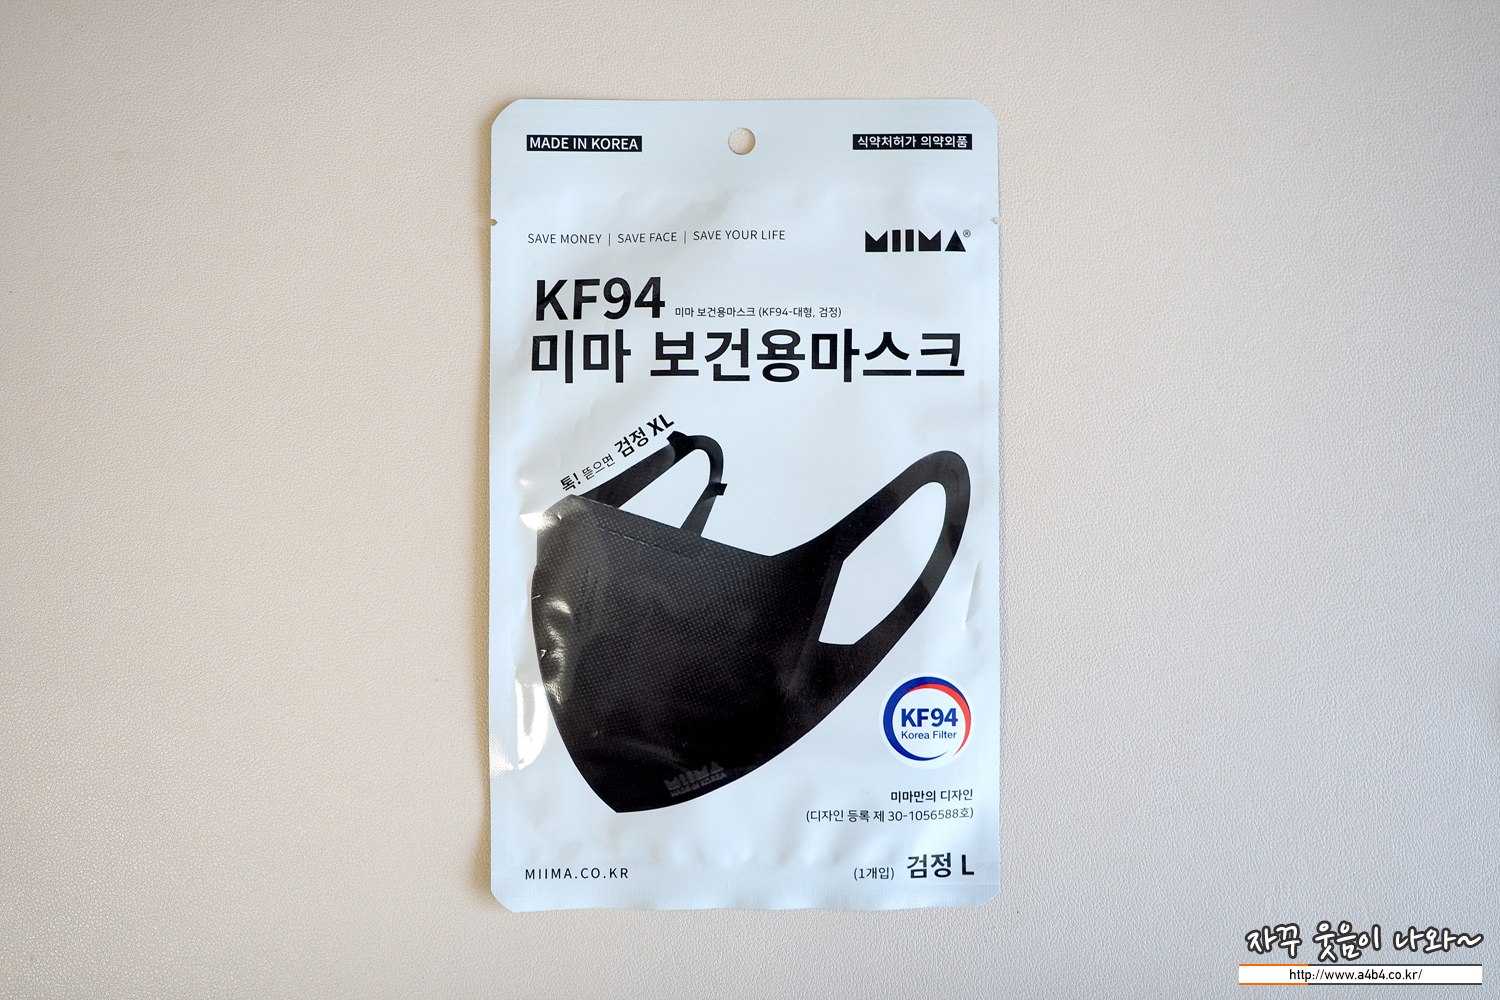 MADE IN KOREA
식약처허가 의약외품
SAVE MONEY | SAVE FACE | SAVE YOUR LIFE
MIIMA®
KF94 미마 보건용마스크 (KF94-대형, 검정)
미마 보건용마스크
톡! 뜯으면 검정 XL
KF94
Korea Filter
MIIMA
MADE IN KOREA
미마만의 디자인
(디자인 등록 제 30-1056588호)
MIIMA.CO.KR
(1개입) 검정 L
자꾸 웃음이 나와~
http://www.a4b4.co.kr/